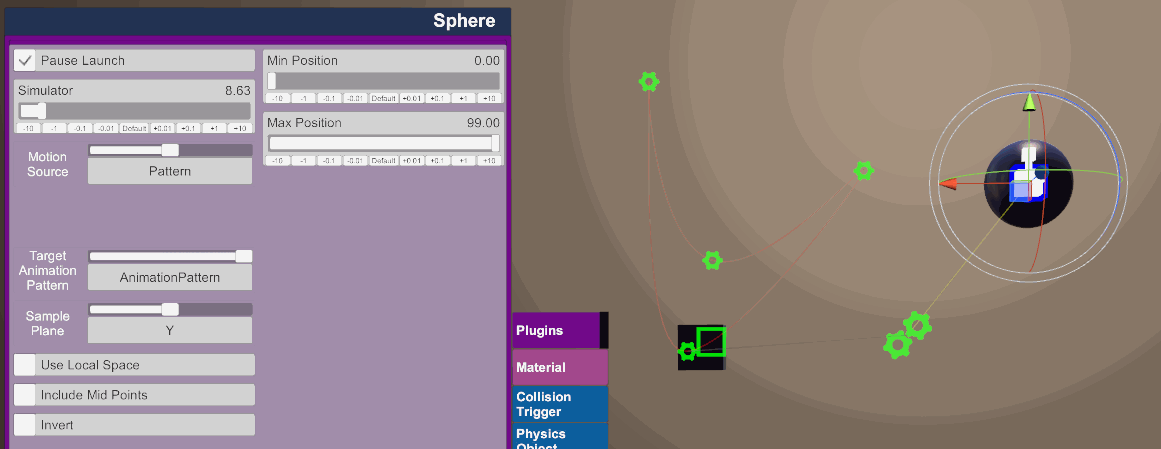 Sphere
Pause Launch
Simulator 8.63
-10 -1 -0.1 -0.01 Default +0.01 +0.1 +1 +10
Motion
Source
Pattern
Target
Animation
Pattern
AnimationPattern
Sample
Plane
Y
Use Local Space
Include Mid Points
Invert
Min Position 0.00
-10 -1 -0.1 -0.01 Default +0.01 +0.1 +1 +10
Max Position 99.00
-10 -1 -0.1 -0.01 Default +0.01 +0.1 +1 +10
Plugins
Material
Collision
Trigger
Physics
Object